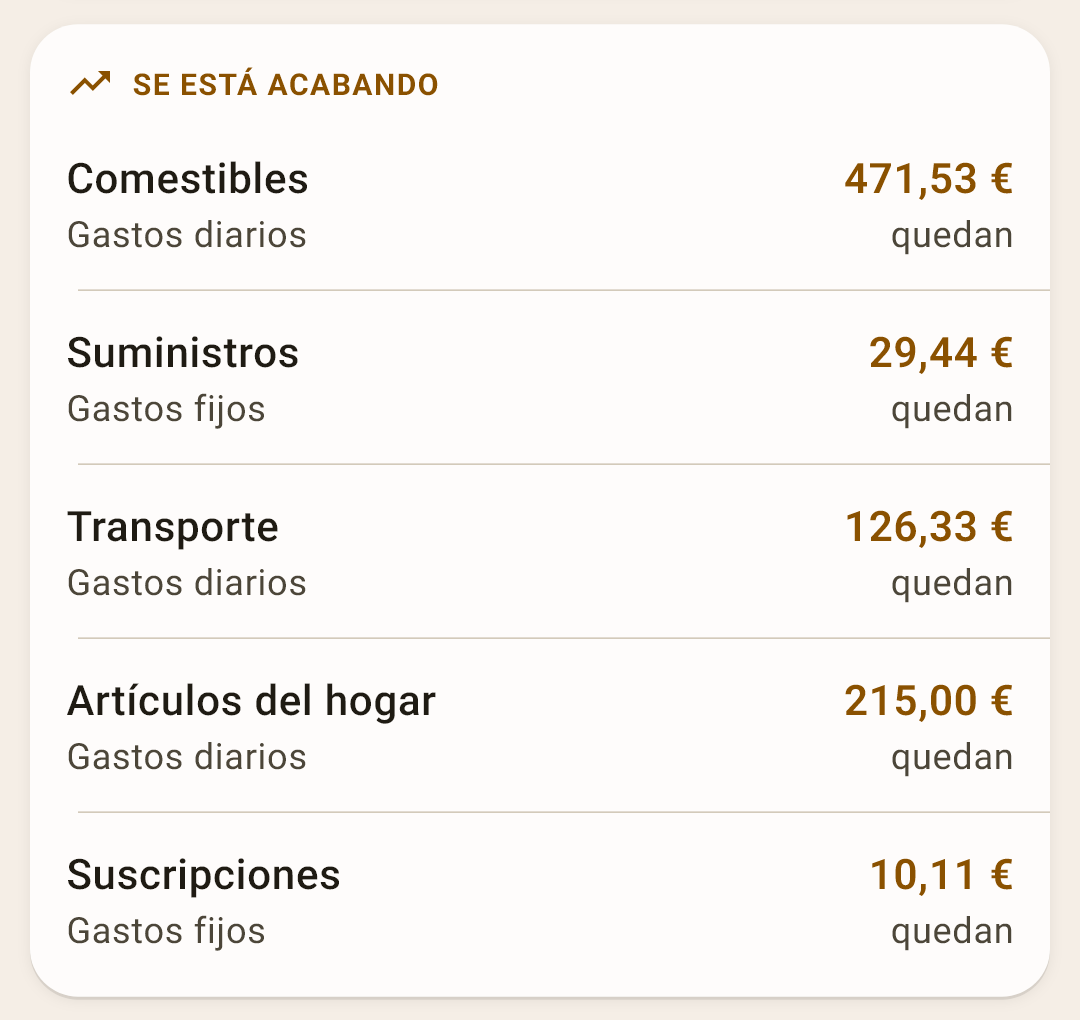 SE ESTÁ ACABANDO
Comestibles
471,53 €
Gastos diarios
quedan
Suministros
29,44 €
Gastos fijos
quedan
Transporte
126,33 €
Gastos diarios
quedan
Artículos del hogar
215,00 €
Gastos diarios
quedan
Suscripciones
10,11 €
Gastos fijos
quedan